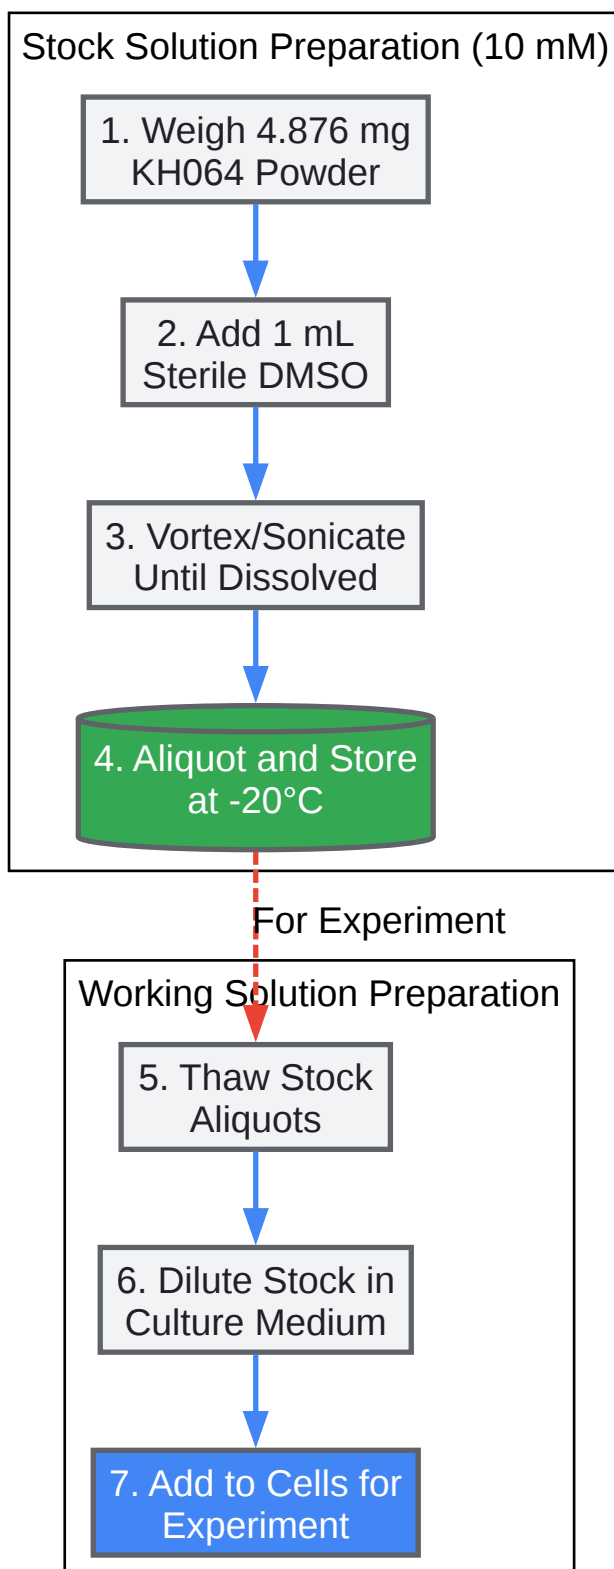 Stock Solution Preparation (10 mM)
1. Weigh 4.876 mg
KH064 Powder
2. Add 1 mL
Sterile DMSO
3. Vortex/Sonicate
Until Dissolved
4. Aliquot and Store
at -20°C
For Experiment
Working Solution Preparation
5. Thaw Stock
Aliquots
6. Dilute Stock in
Culture Medium
7. Add to Cells for
Experiment